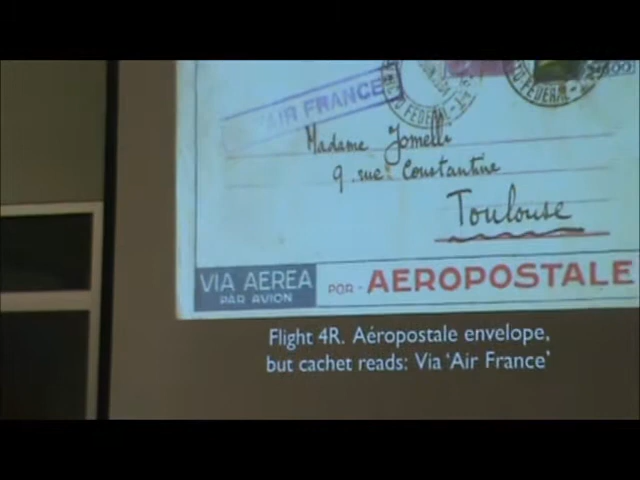 AIR FRANCE
Madame Jomelli
9. rue Constantine
Toulouse
VIA AEREA
PAR AVION
POR - AEROPOSTALE
Flight 4R. Aéropostale envelope,
but cachet reads: Via 'Air France'